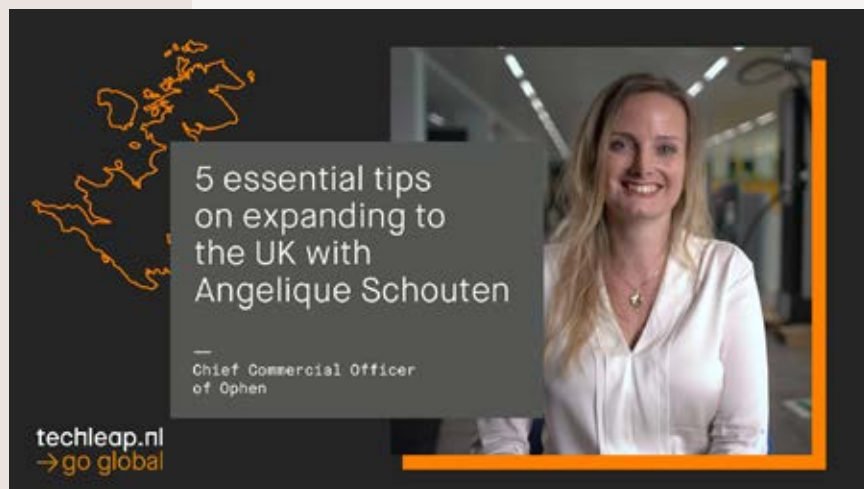 5 essential tips
on expanding to
the UK with
Angelique Schouten
—
Chief Commercial Officer
of Ophen
techleap.nl
→go global